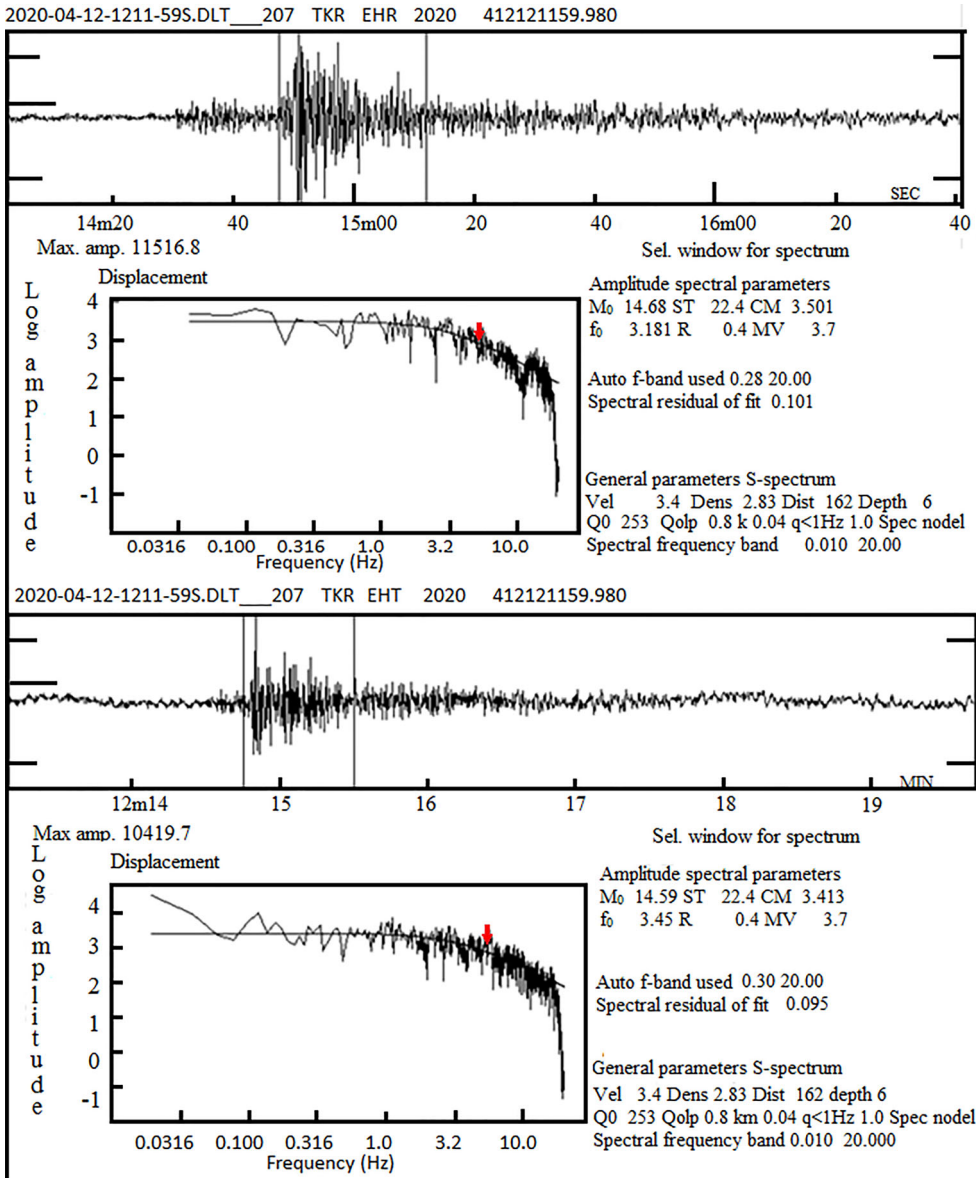 2020-04-12-1211-59S.DLT___207 TKR EHR 2020 412121159.980
SEC
14m20 40 15m00 20 40 16m00 20 40
Max. amp. 11516.8
Sel. window for spectrum
Displacement
Log amplitude
4
3
2
1
0
-1
0.0316 0.100 0.316 1.0 3.2 10.0
Frequency (Hz)
Amplitude spectral parameters
M0 14.68 ST 22.4 CM 3.501
f0 3.181 R 0.4 MV 3.7
Auto f-band used 0.28 20.00
Spectral residual of fit 0.101
General parameters S-spectrum
Vel 3.4 Dens 2.83 Dist 162 Depth 6
Q0 253 Qolp 0.8 k 0.04 q<1Hz 1.0 Spec nodel
Spectral frequency band 0.010 20.00
2020-04-12-1211-59S.DLT___207 TKR EHT 2020 412121159.980
MIN
12m14 15 16 17 18 19
Max amp. 10419.7
Sel. window for spectrum
Displacement
Log amplitude
4
3
2
1
0
-1
0.0316 0.100 0.316 1.0 3.2 10.0
Frequency (Hz)
Amplitude spectral parameters
M0 14.59 ST 22.4 CM 3.413
f0 3.45 R 0.4 MV 3.7
Auto f-band used 0.30 20.00
Spectral residual of fit 0.095
General parameters S-spectrum
Vel 3.4 Dens 2.83 Dist 162 depth 6
Q0 253 Qolp 0.8 km 0.04 q<1Hz 1.0 Spec nodel
Spectral frequency band 0.010 20.000